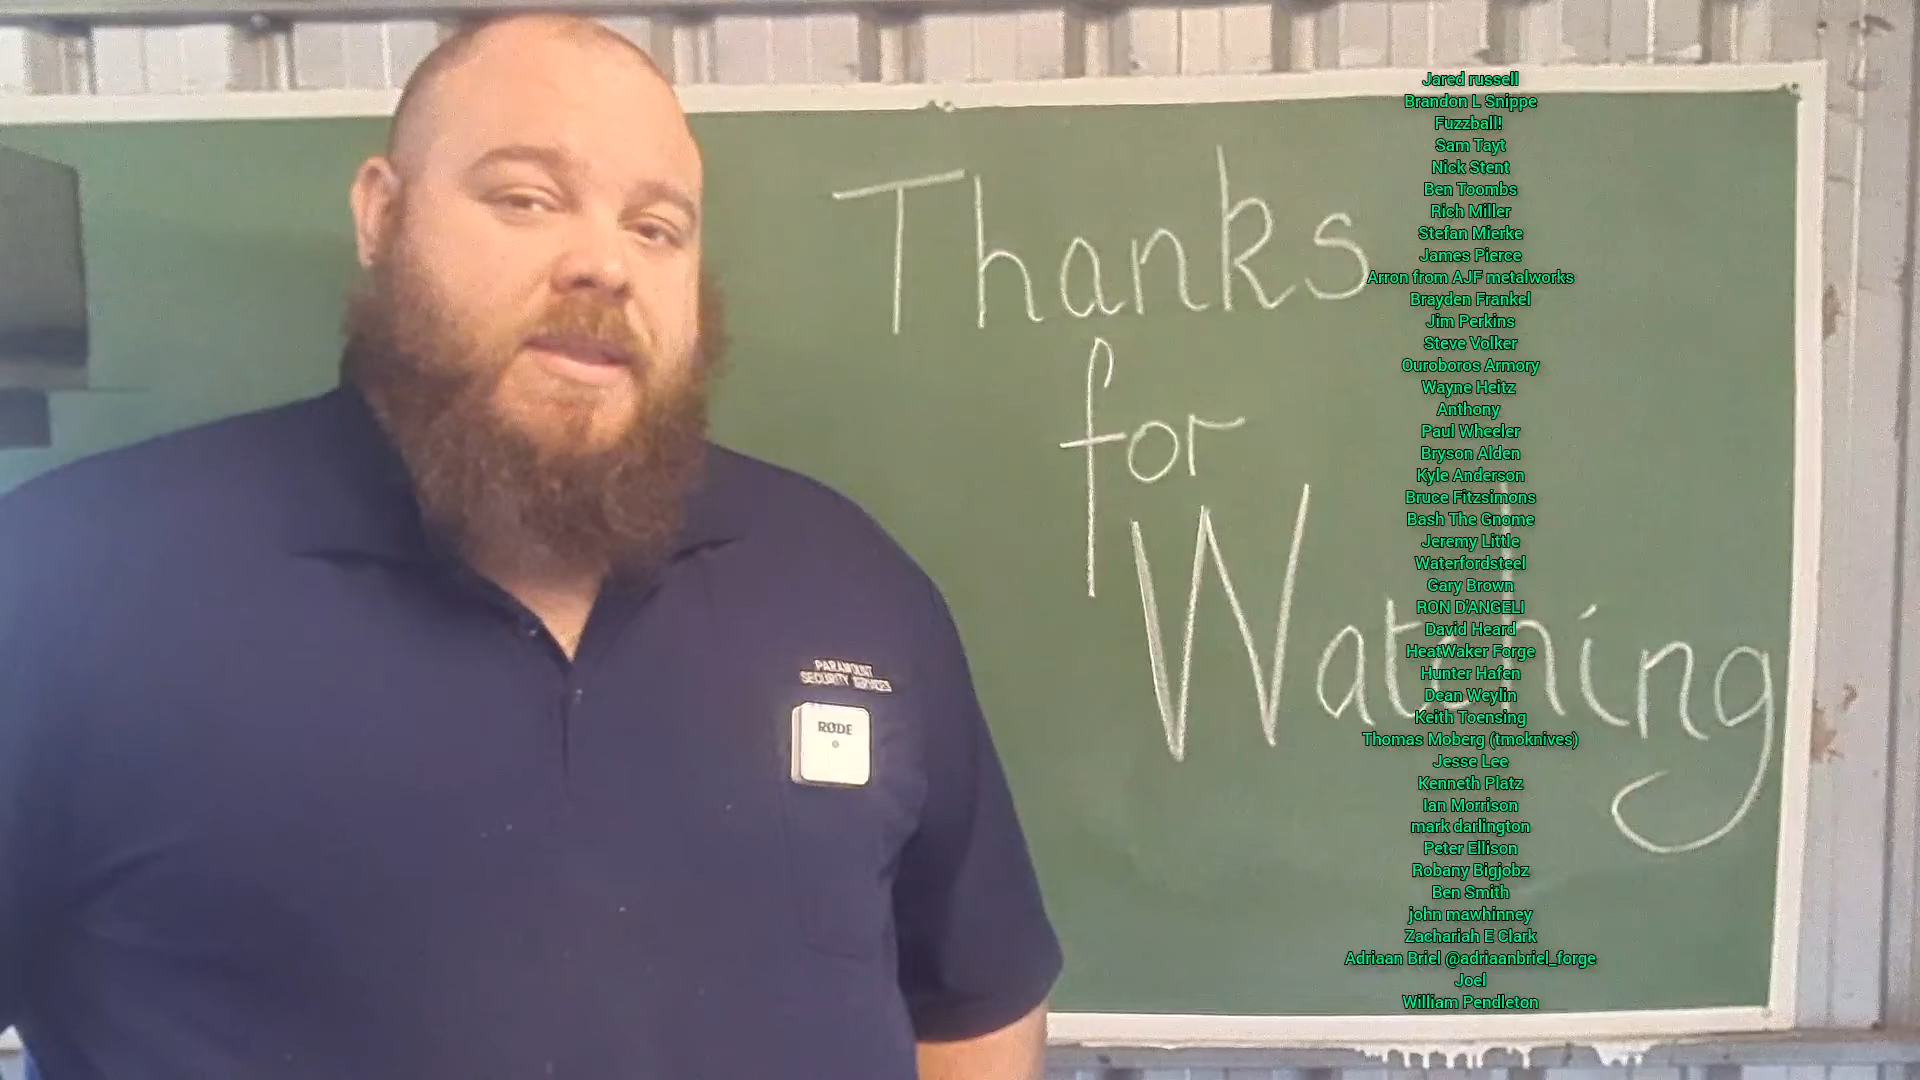 Thanks
for
Watching
PARAMOUNT
SECURITY SERVICES
RØDE
Jared russell
Brandon L Snippe
Fuzzball!
Sam Tayt
Nick Stent
Ben Toombs
Rich Miller
Stefan Mierke
James Pierce
Arron from AJF metalworks
Brayden Frankel
Jim Perkins
Steve Volker
Ouroboros Armory
Wayne Heitz
Anthony
Paul Wheeler
Bryson Alden
Kyle Anderson
Bruce Fitzsimons
Bash The Gnome
Jeremy Little
Waterfordsteel
Gary Brown
RON D'ANGELI
David Heard
HeatWaker Forge
Hunter Hafen
Dean Weylin
Keith Toensing
Thomas Moberg (tmoknives)
Jesse Lee
Kenneth Platz
Ian Morrison
mark darlington
Peter Ellison
Robany Bigjobz
Ben Smith
john mawhinney
Zachariah E Clark
Adriaan Briel @adriaanbriel_forge
Joel
William Pendleton